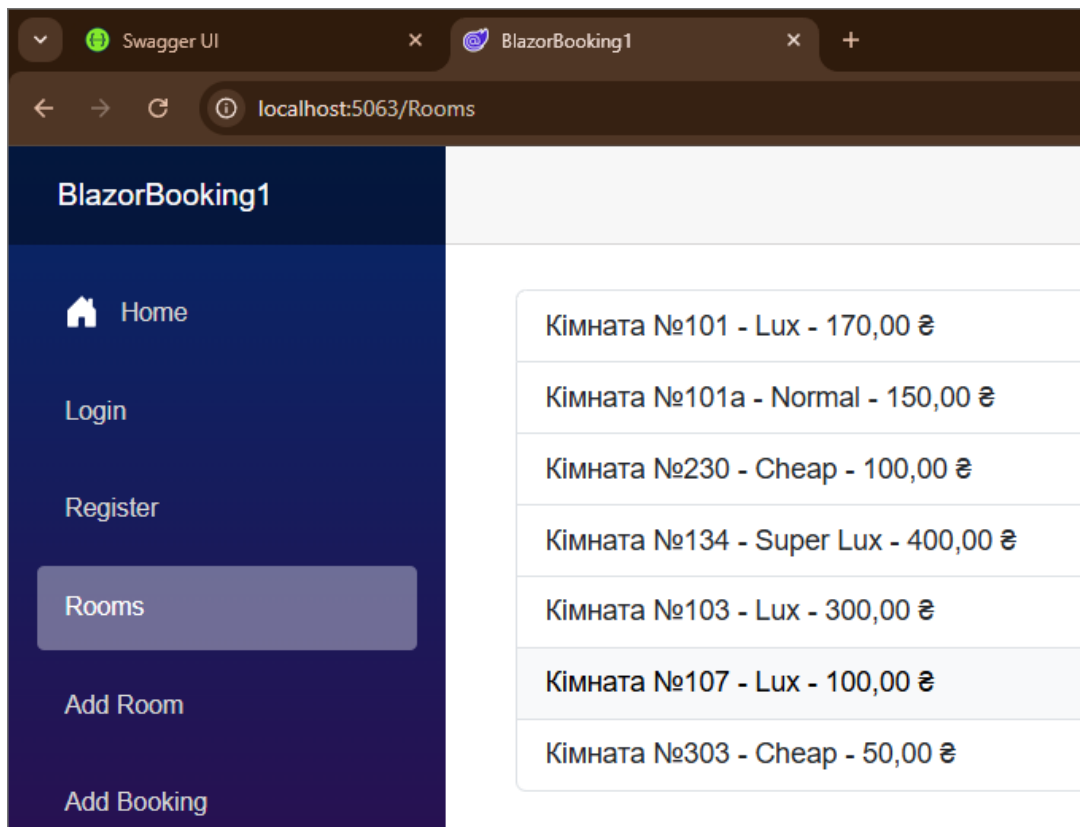 Swagger UI
BlazorBooking1
localhost:5063/Rooms
BlazorBooking1
Home
Login
Register
Rooms
Add Room
Add Booking
Кімната №101 - Lux - 170,00 ₴
Кімната №101a - Normal - 150,00 ₴
Кімната №230 - Cheap - 100,00 ₴
Кімната №134 - Super Lux - 400,00 ₴
Кімната №103 - Lux - 300,00 ₴
Кімната №107 - Lux - 100,00 ₴
Кімната №303 - Cheap - 50,00 ₴